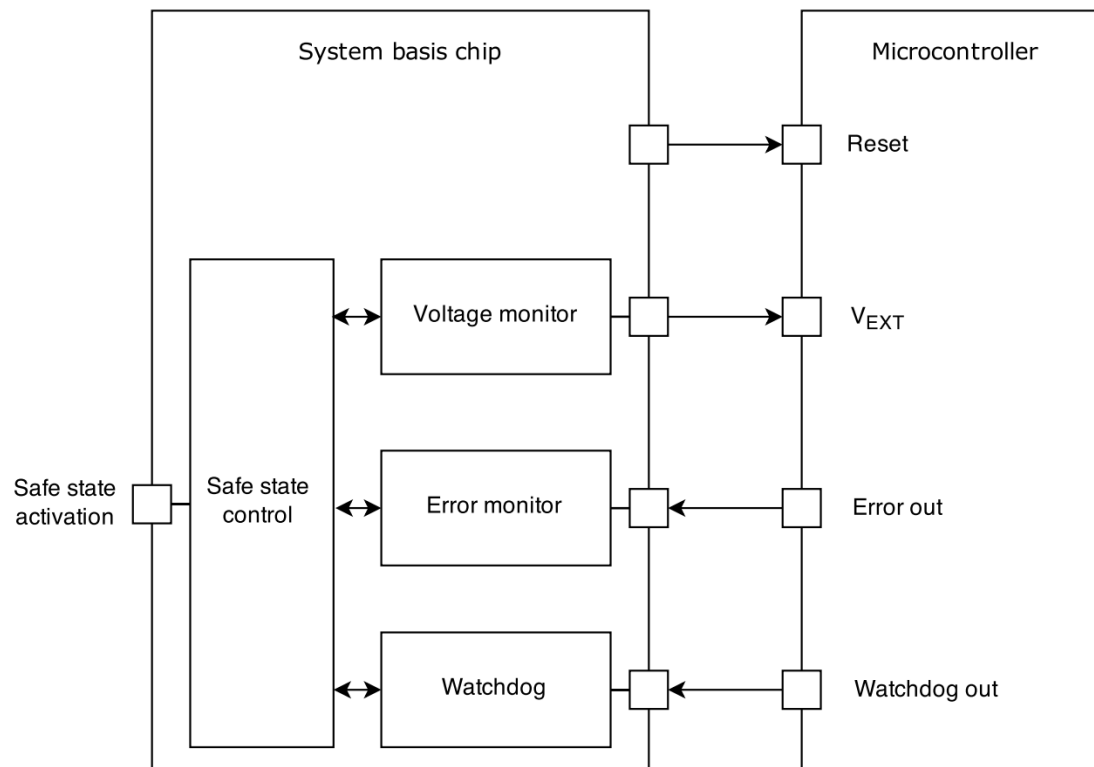 System basis chip
Microcontroller
Reset
Voltage monitor
V_EXT
Safe state
activation
Safe state
control
Error monitor
Error out
Watchdog
Watchdog out